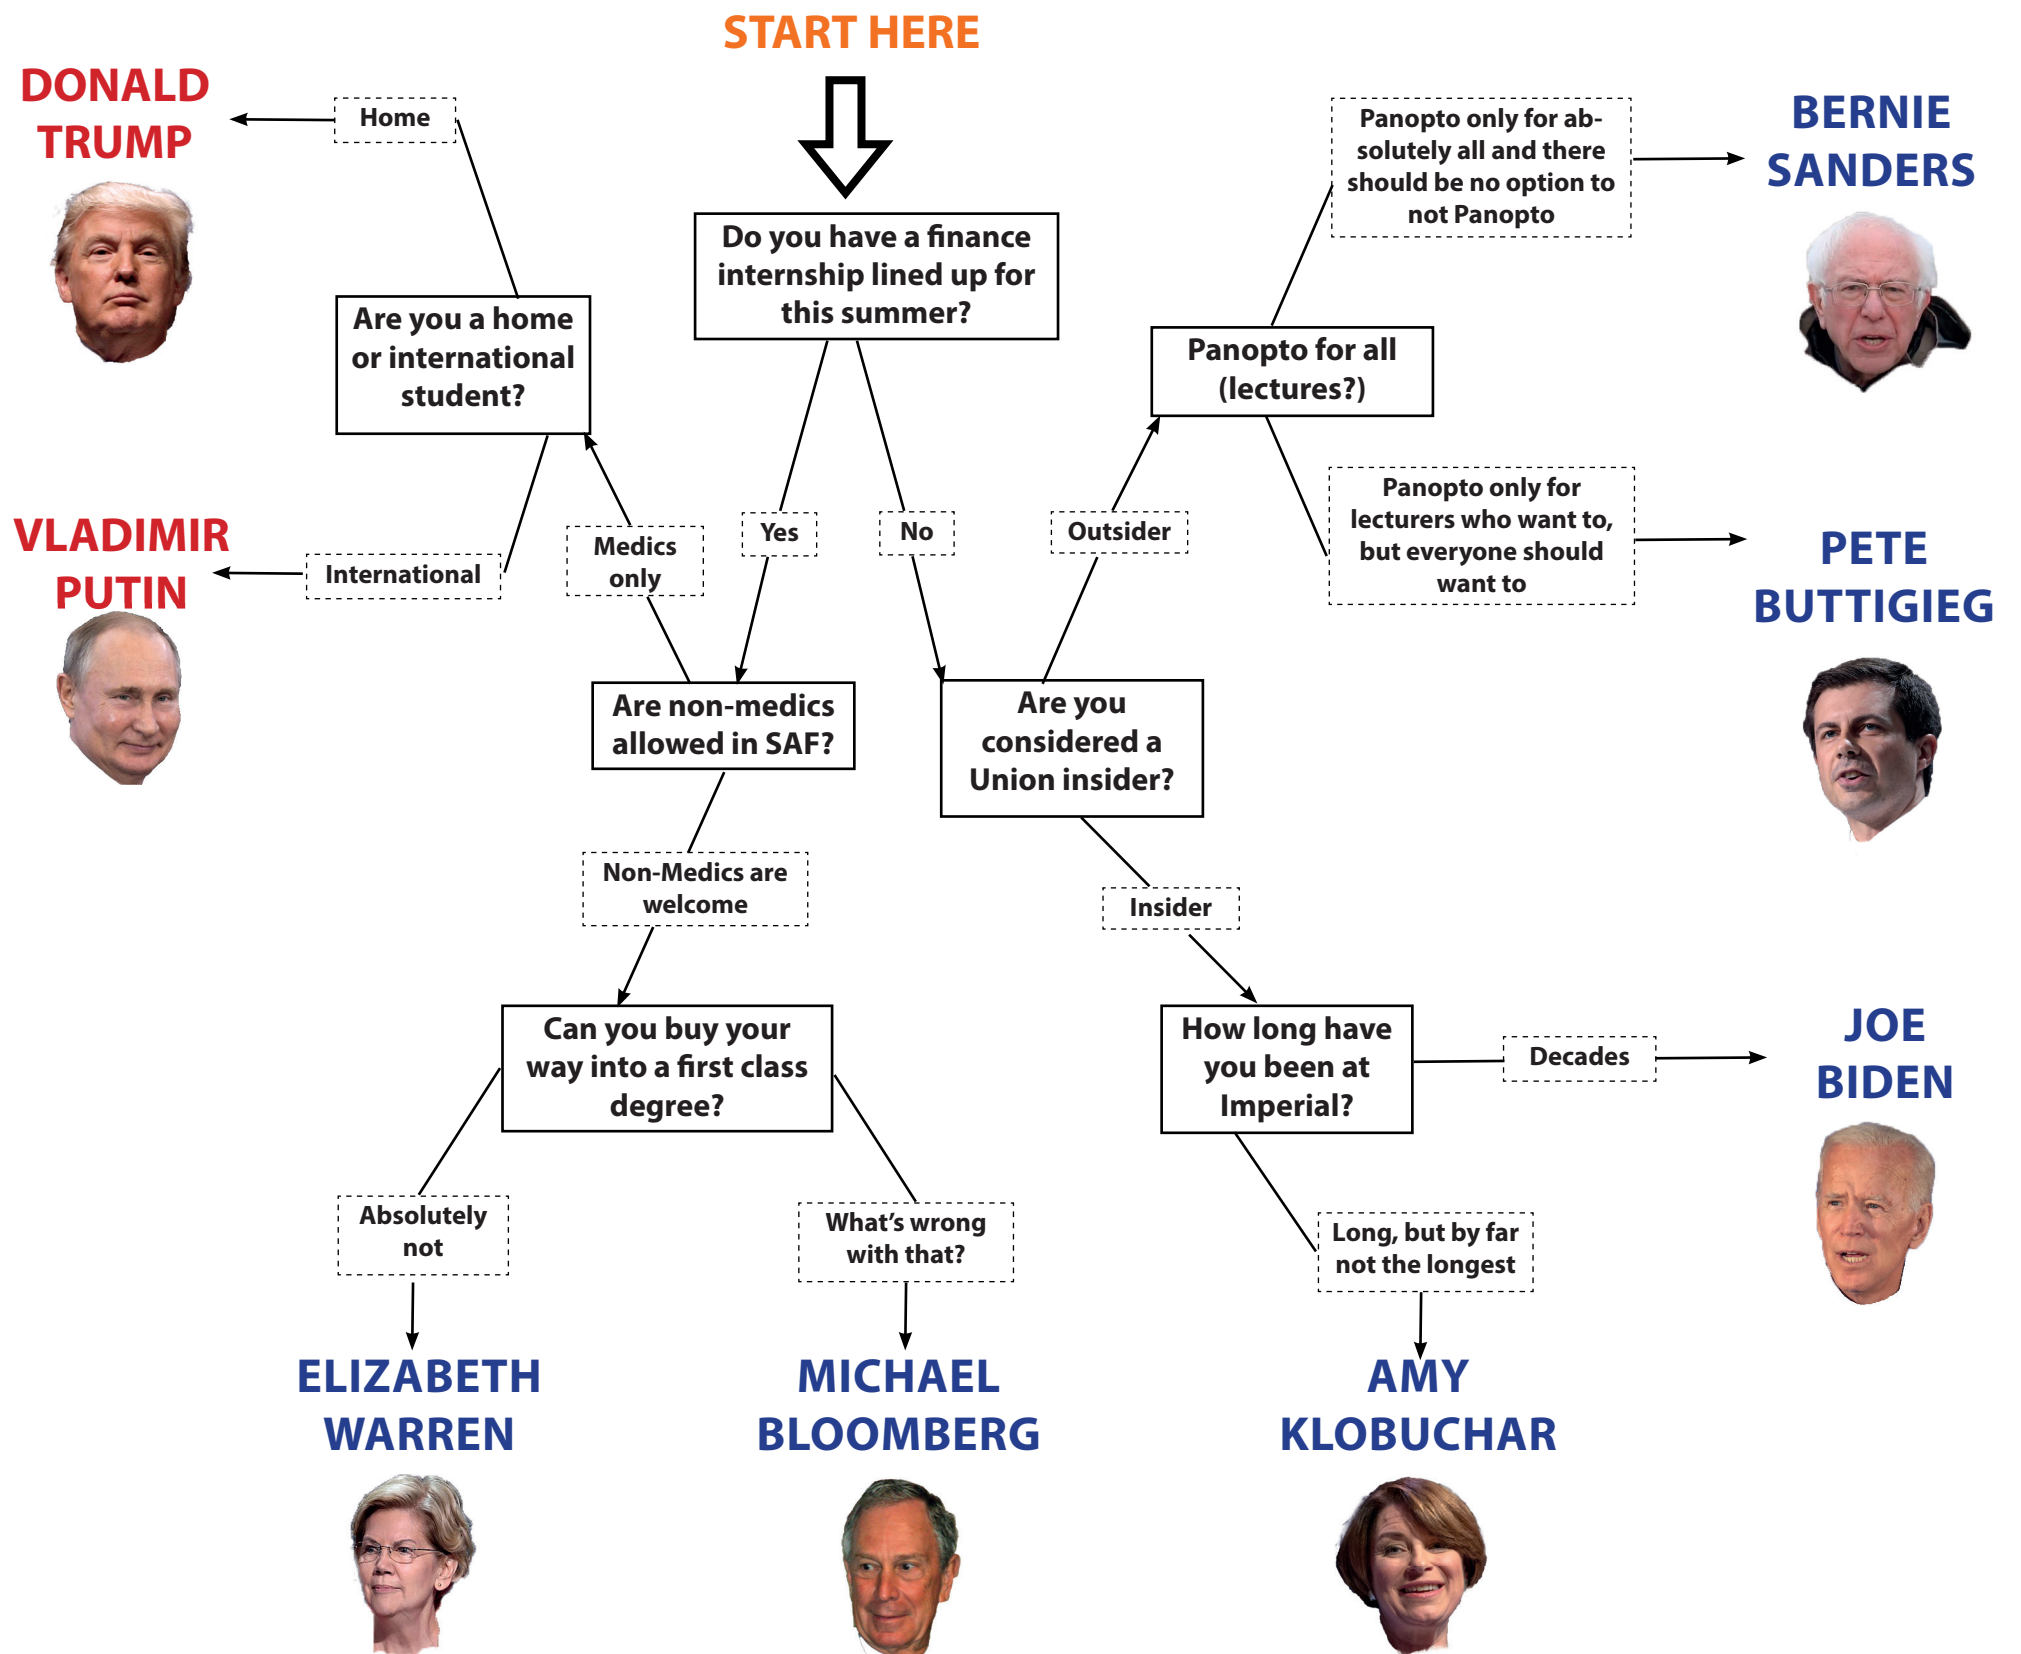 START HERE
DONALD
TRUMP
Home
Do you have a finance
internship lined up for
this summer?
Panopto only for ab-
solutely all and there
should be no option to
not Panopto
BERNIE
SANDERS
Are you a home
or international
student?
Panopto for all
(lectures?)
VLADIMIR
PUTIN
International
Medics
only
Yes
No
Outsider
Panopto only for
lecturers who want to,
but everyone should
want to
PETE
BUTTIGIEG
Are non-medics
allowed in SAF?
Are you
considered a
Union insider?
Non-Medics are
welcome
Insider
Can you buy your
way into a first class
degree?
How long have
you been at
Imperial?
Decades
JOE
BIDEN
Absolutely
not
What's wrong
with that?
Long, but by far
not the longest
ELIZABETH
WARREN
MICHAEL
BLOOMBERG
AMY
KLOBUCHAR